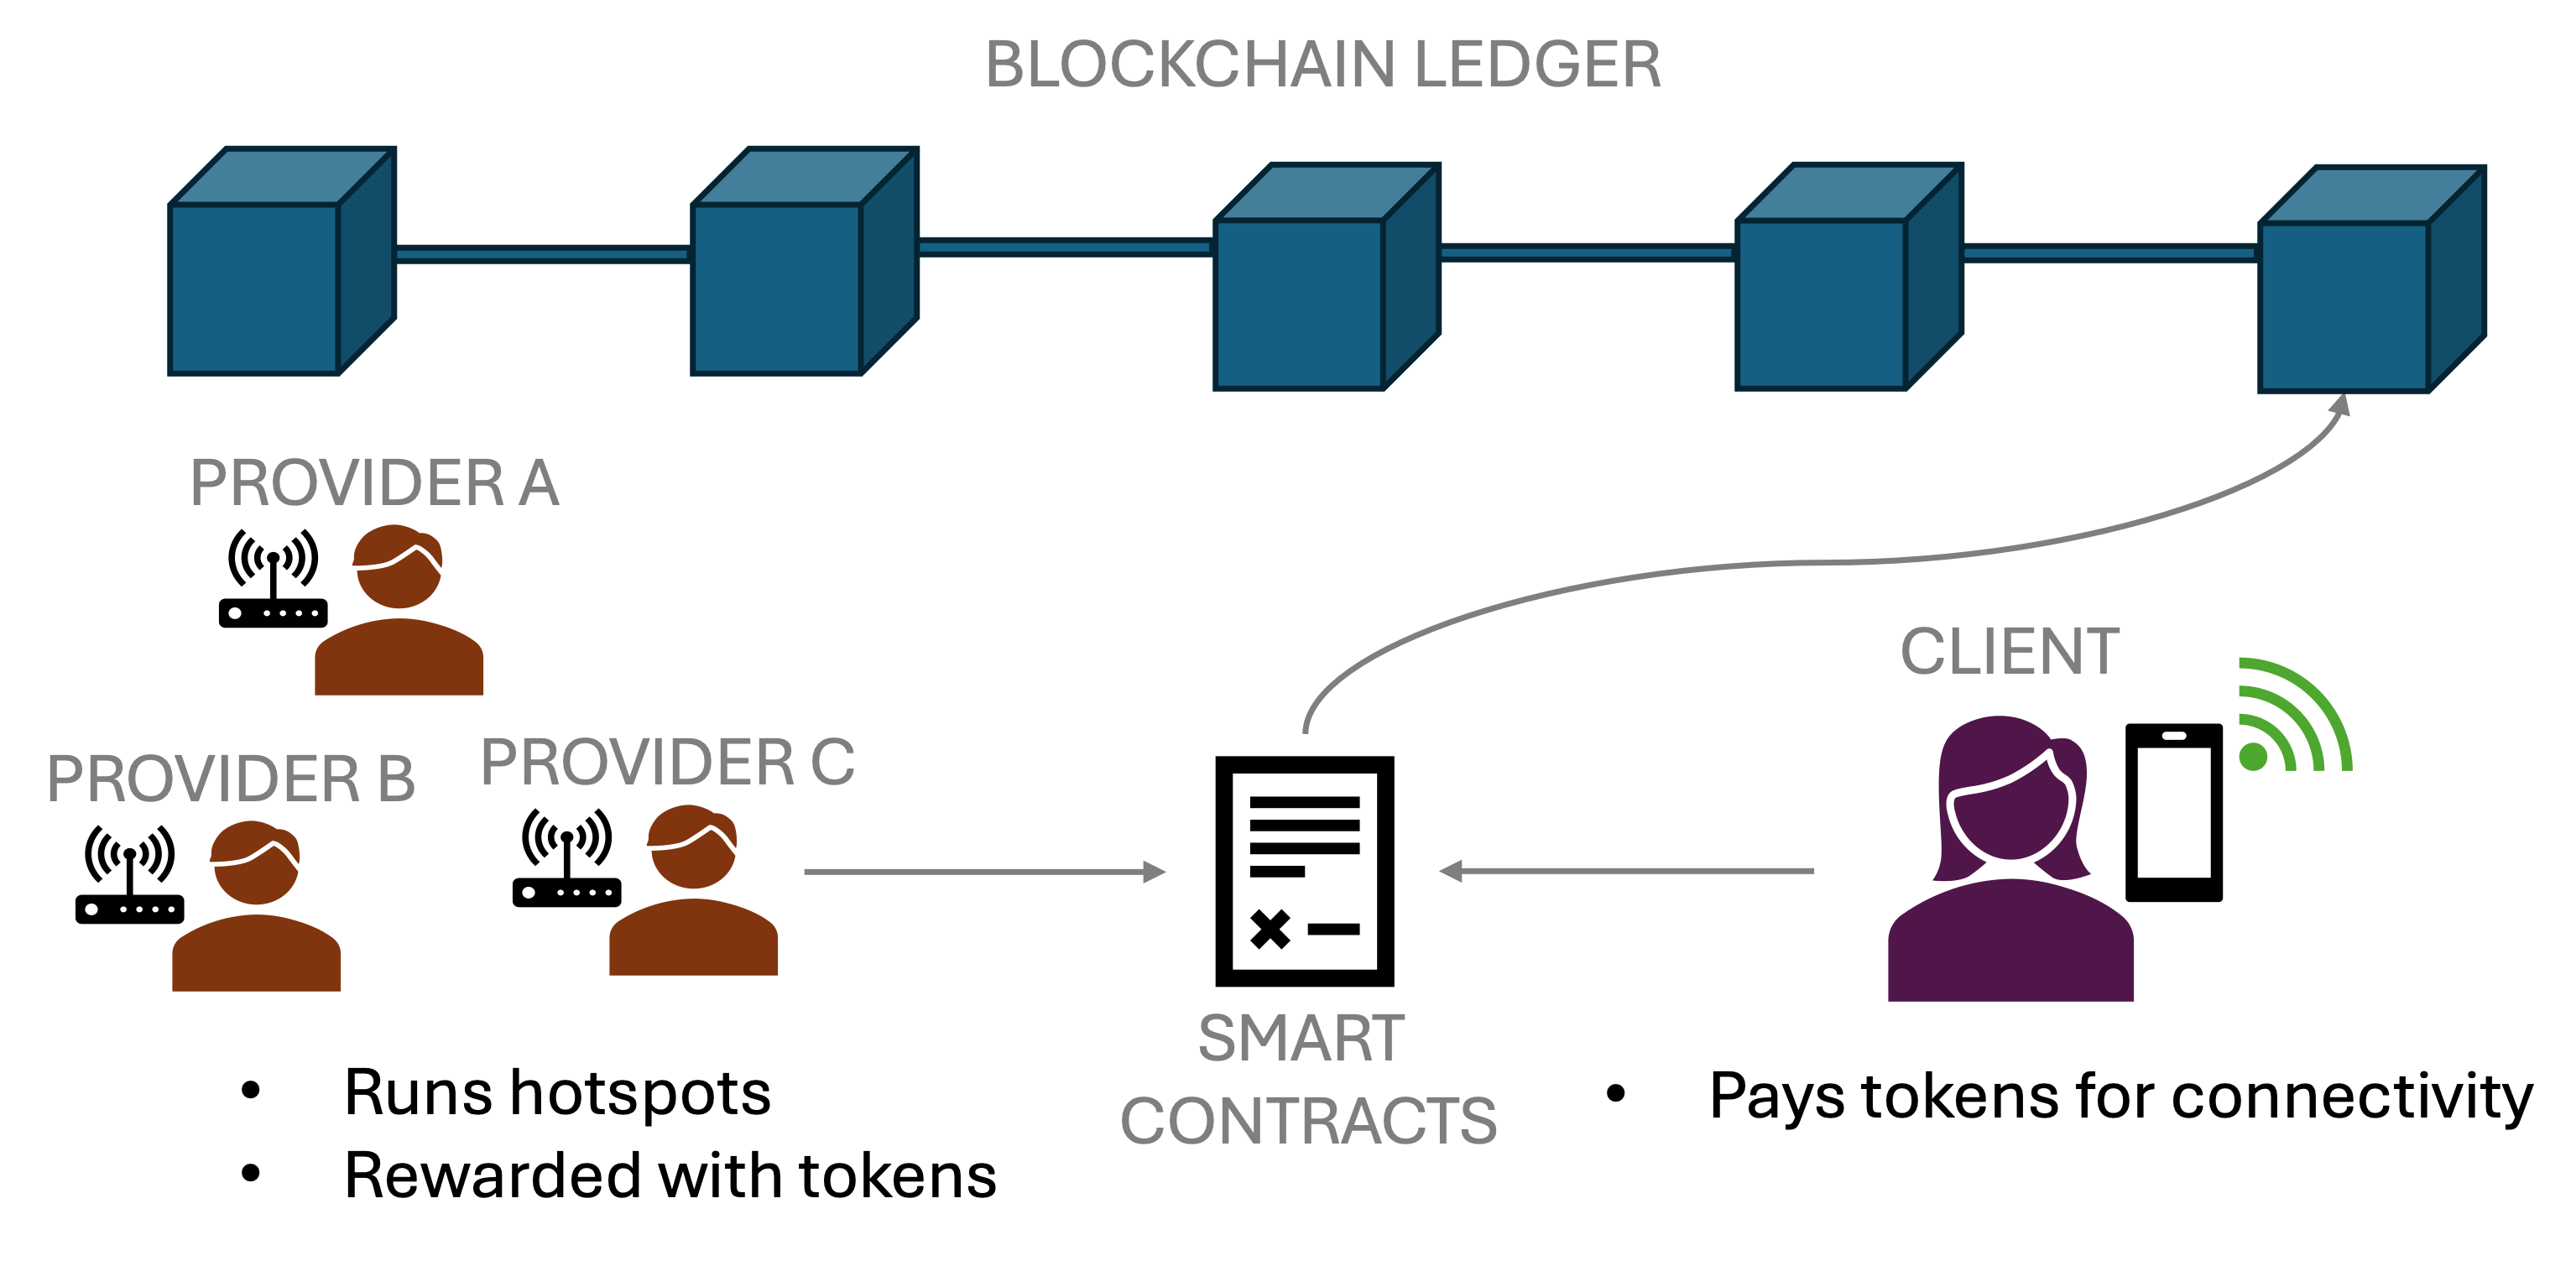 BLOCKCHAIN LEDGER
PROVIDER A
PROVIDER B
PROVIDER C
CLIENT
SMART
CONTRACTS
• Runs hotspots
• Rewarded with tokens
• Pays tokens for connectivity